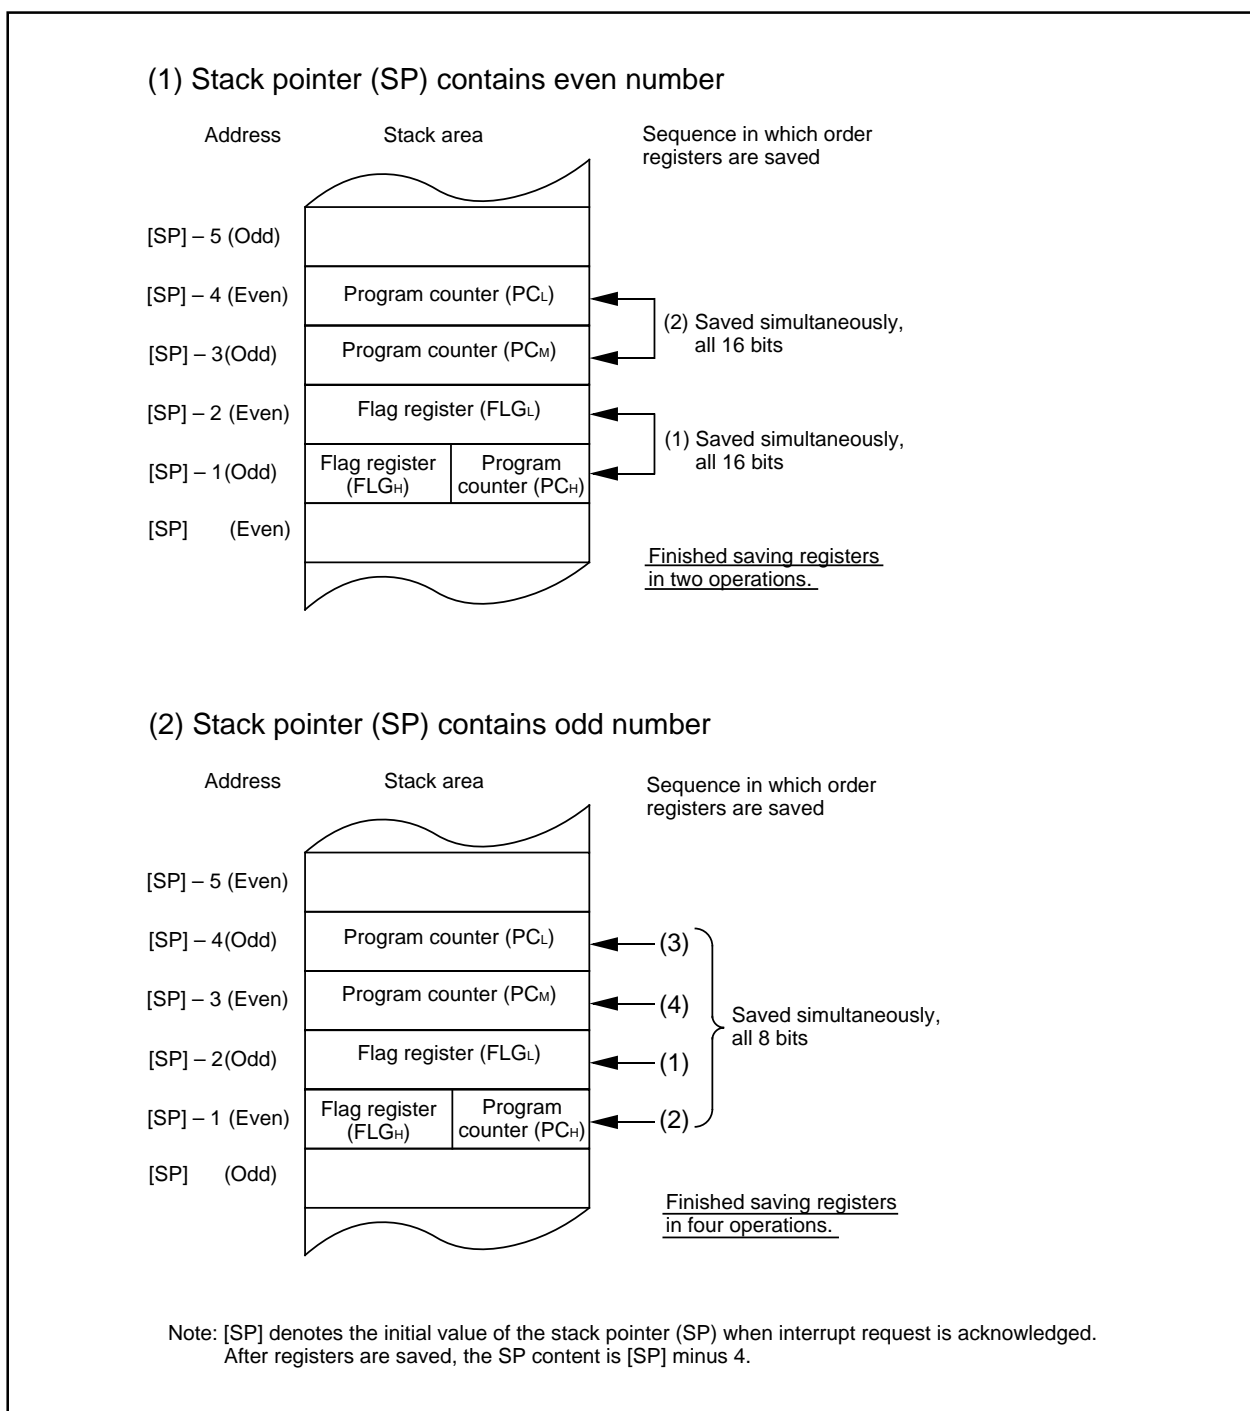 (1) Stack pointer (SP) contains even number
Address Stack area Sequence in which order
registers are saved
[SP] – 5 (Odd)
[SP] – 4 (Even) Program counter (PCL)
(2) Saved simultaneously,
all 16 bits
[SP] – 3(Odd) Program counter (PCM)
[SP] – 2 (Even) Flag register (FLGL)
(1) Saved simultaneously,
all 16 bits
[SP] – 1(Odd) Flag register
(FLGH) Program
counter (PCH)
[SP] (Even)
Finished saving registers
in two operations.
(2) Stack pointer (SP) contains odd number
Address Stack area Sequence in which order
registers are saved
[SP] – 5 (Even)
[SP] – 4(Odd) Program counter (PCL) (3)
[SP] – 3 (Even) Program counter (PCM) (4)
Saved simultaneously,
all 8 bits
[SP] – 2(Odd) Flag register (FLGL) (1)
[SP] – 1 (Even) Flag register
(FLGH) Program
counter (PCH) (2)
[SP] (Odd)
Finished saving registers
in four operations.
Note: [SP] denotes the initial value of the stack pointer (SP) when interrupt request is acknowledged.
After registers are saved, the SP content is [SP] minus 4.